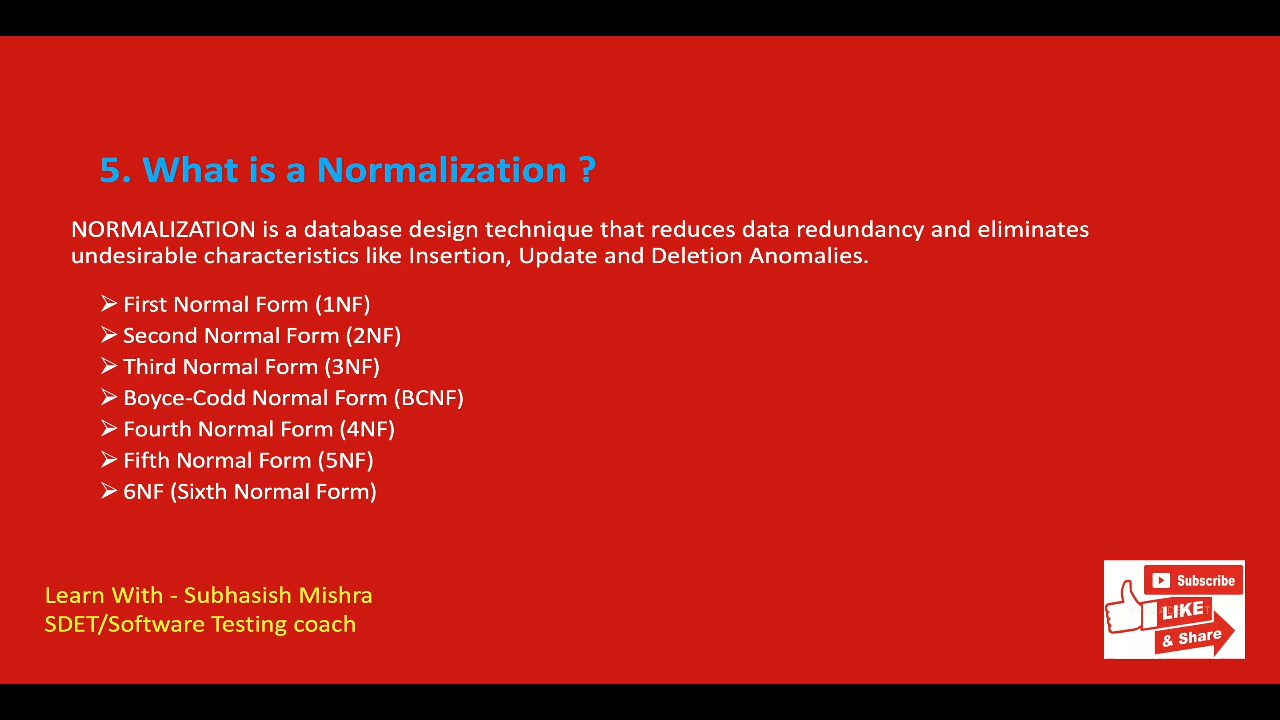 5. What is a Normalization ?
NORMALIZATION is a database design technique that reduces data redundancy and eliminates
undesirable characteristics like Insertion, Update and Deletion Anomalies.
➢ First Normal Form (1NF)
➢ Second Normal Form (2NF)
➢ Third Normal Form (3NF)
➢ Boyce-Codd Normal Form (BCNF)
➢ Fourth Normal Form (4NF)
➢ Fifth Normal Form (5NF)
➢ 6NF (Sixth Normal Form)
Learn With - Subhasish Mishra
SDET/Software Testing coach
Subscribe
LIKE
& Share